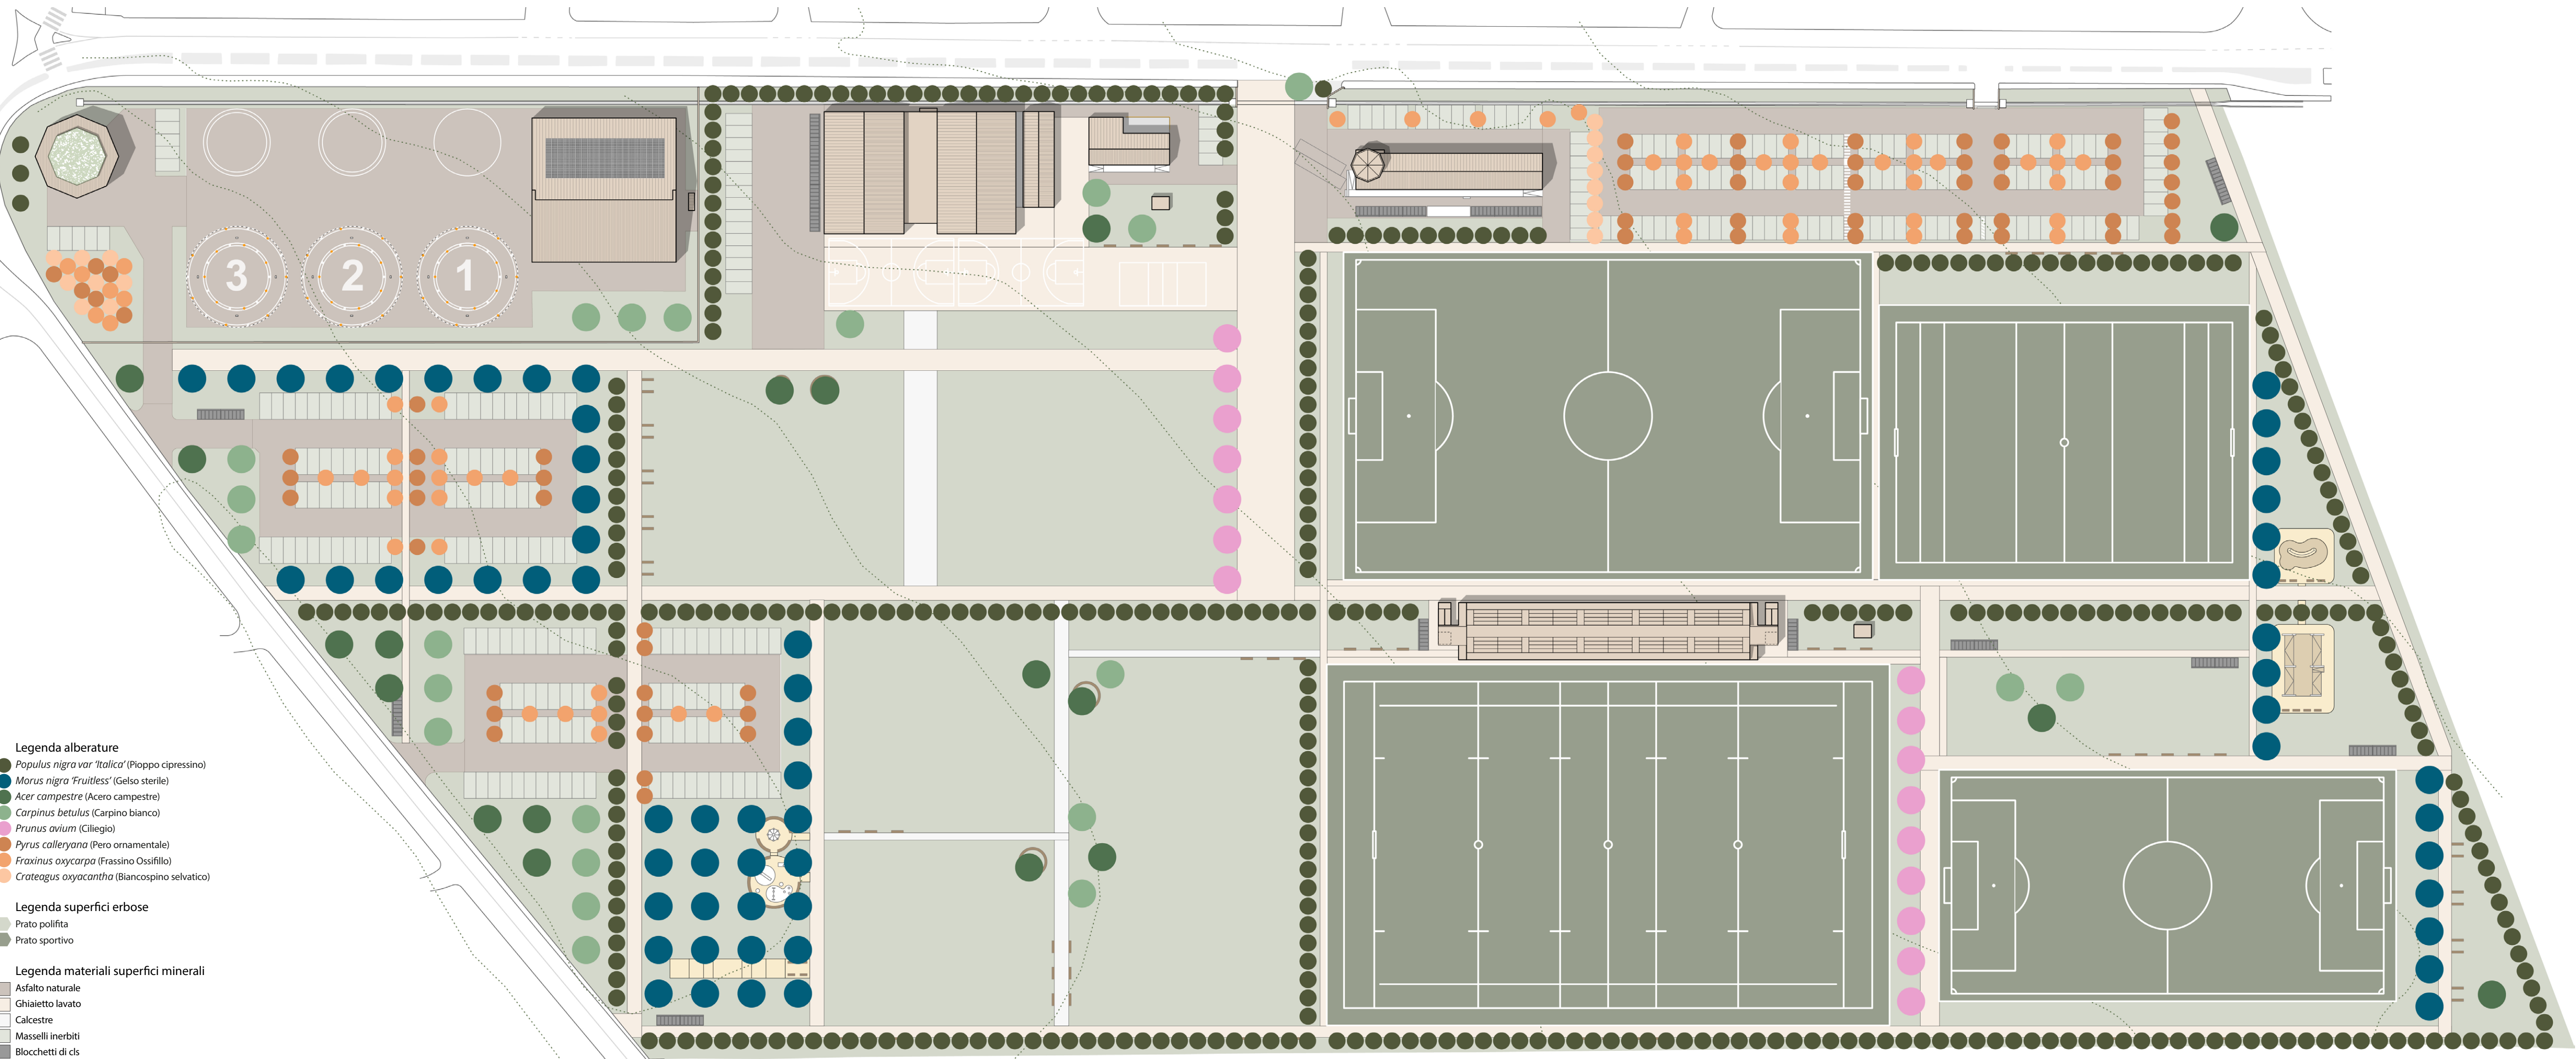 3
2
1
Legenda alberature
Populus nigra var 'Italica' (Pioppo cipressino)
Morus nigra 'Fruitless' (Gelso sterile)
Acer campestre (Acero campestre)
Carpinus betulus (Carpino bianco)
Prunus avium (Ciliegio)
Pyrus calleryana (Pero ornamentale)
Fraxinus oxycarpa (Frassino Ossifillo)
Crateagus oxyacantha (Biancospino selvatico)
Legenda superfici erbose
Prato polifita
Prato sportivo
Legenda materiali superfici minerali
Asfalto naturale
Ghiaietto lavato
Calcestre
Masselli inerbiti
Blocchetti di cls